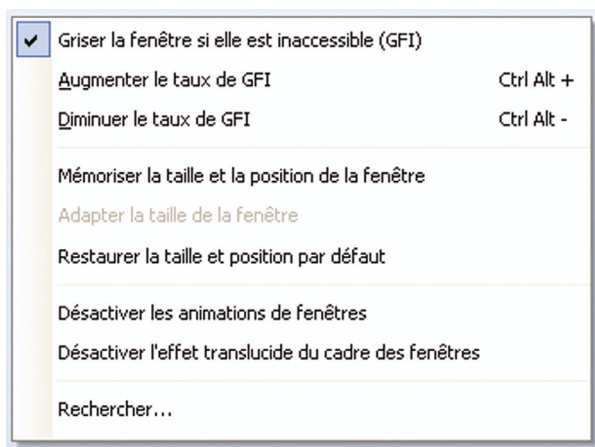 Griser la fenêtre si elle est inaccessible (GFI)
Augmenter le taux de GFI Ctrl Alt +
Diminuer le taux de GFI Ctrl Alt -
Mémoriser la taille et la position de la fenêtre
Adapter la taille de la fenêtre
Restaurer la taille et position par défaut
Désactiver les animations de fenêtres
Désactiver l'effet translucide du cadre des fenêtres
Rechercher...